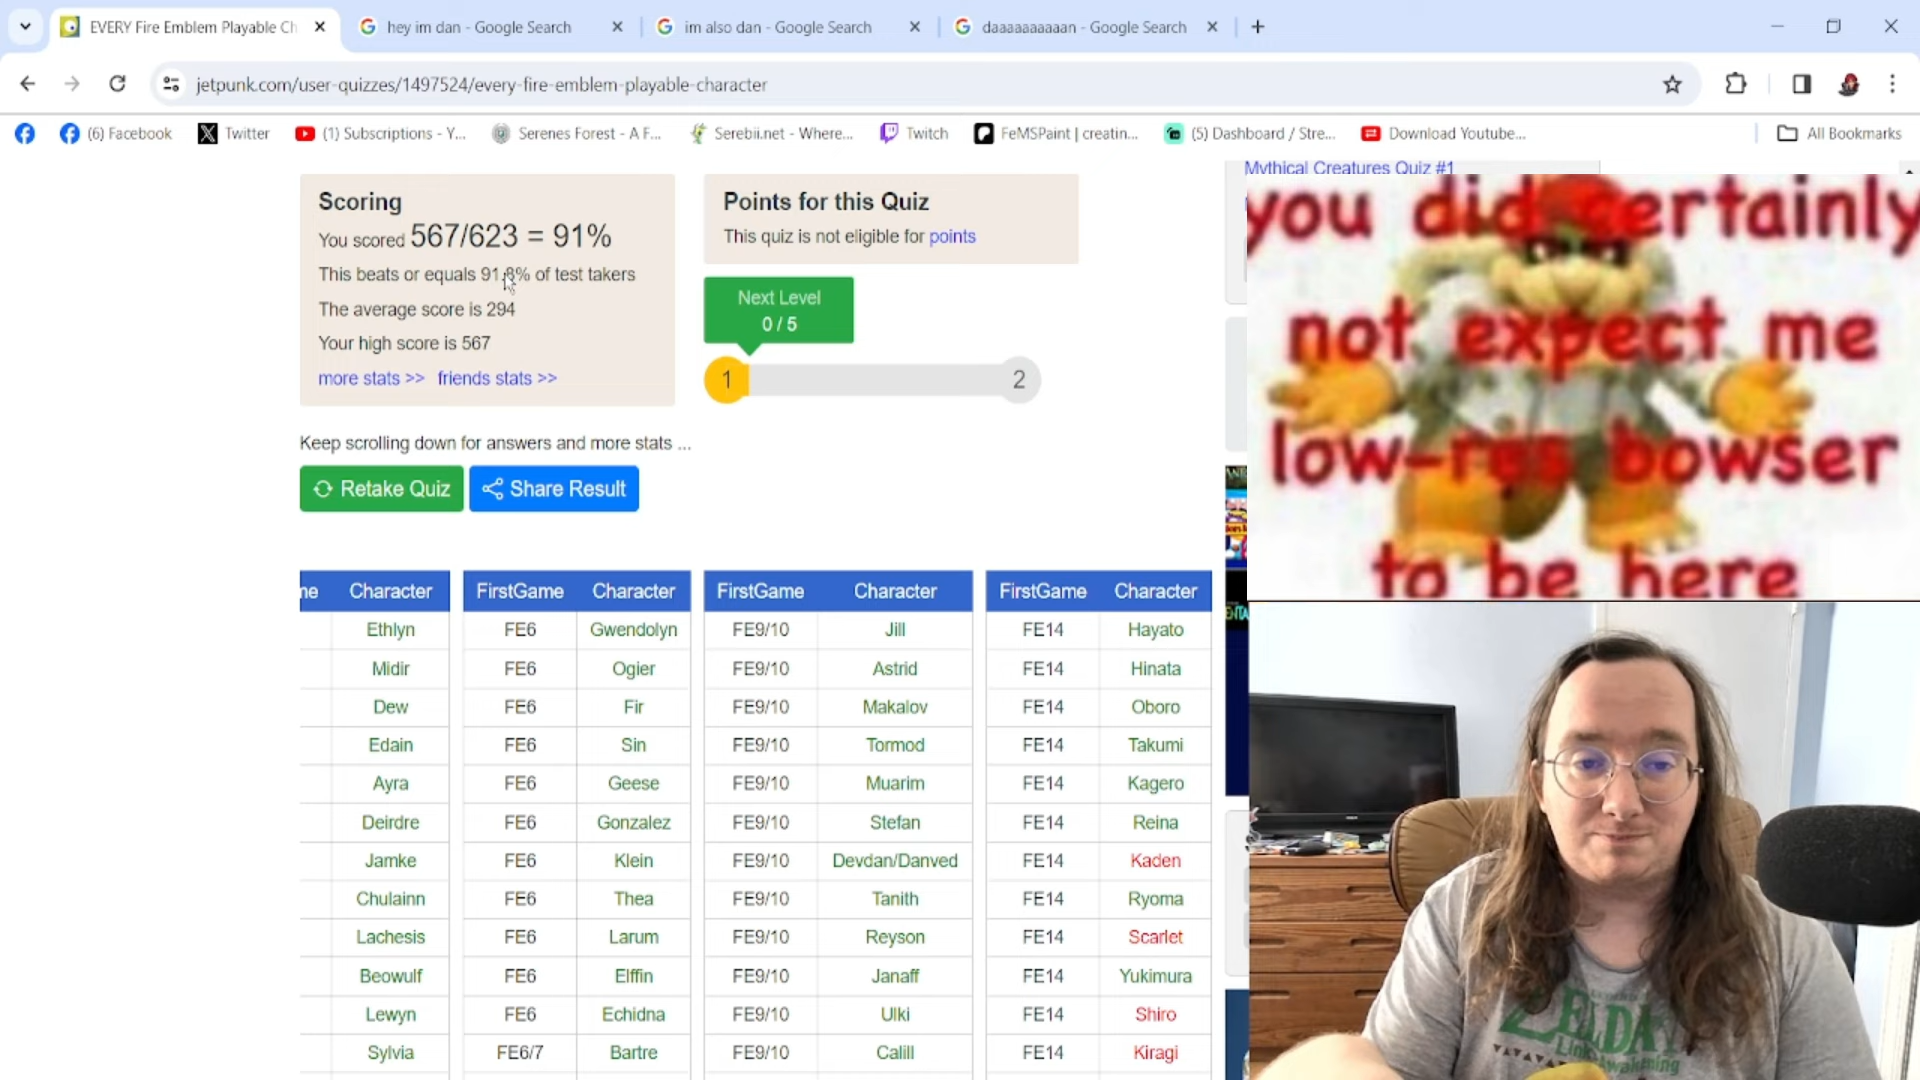 EVERY Fire Emblem Playable Ch
hey im dan - Google Search
im also dan - Google Search
daaaaaaaaaan - Google Search
jetpunk.com/user-quizzes/1497524/every-fire-emblem-playable-character
(6) Facebook
Twitter
(1) Subscriptions - Y...
Serenes Forest - A F...
Serebii.net - Where...
Twitch
FeMSPaint | creatin...
(5) Dashboard / Stre...
Download Youtube...
All Bookmarks
Mythical Creatures Quiz #1
Scoring
You scored 567/623 = 91%
This beats or equals 91.8% of test takers
The average score is 294
Your high score is 567
more stats >> friends stats >>
Points for this Quiz
This quiz is not eligible for points
Next Level
0 / 5
1
2
Keep scrolling down for answers and more stats ...
Retake Quiz
Share Result
you did certainly
not expect me
low-res bowser
to be here
me Character FirstGame Character FirstGame Character FirstGame Character
Ethlyn FE6 Gwendolyn FE9/10 Jill FE14 Hayato
Midir FE6 Ogier FE9/10 Astrid FE14 Hinata
Dew FE6 Fir FE9/10 Makalov FE14 Oboro
Edain FE6 Sin FE9/10 Tormod FE14 Takumi
Ayra FE6 Geese FE9/10 Muarim FE14 Kagero
Deirdre FE6 Gonzalez FE9/10 Stefan FE14 Reina
Jamke FE6 Klein FE9/10 Devdan/Danved FE14 Kaden
Chulainn FE6 Thea FE9/10 Tanith FE14 Ryoma
Lachesis FE6 Larum FE9/10 Reyson FE14 Scarlet
Beowulf FE6 Elffin FE9/10 Janaff FE14 Yukimura
Lewyn FE6 Echidna FE9/10 Ulki FE14 Shiro
Sylvia FE6/7 Bartre FE9/10 Calill FE14 Kiragi
ZELDA
Link's Awakening